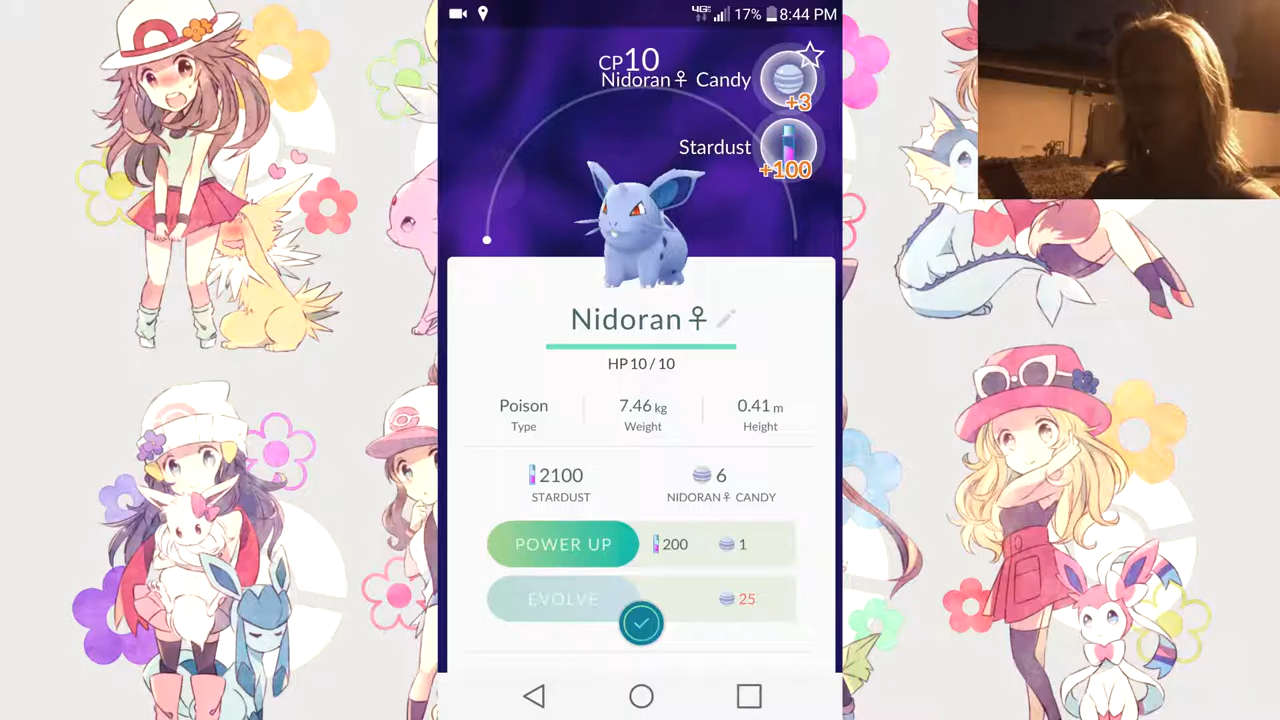 4G 17% 8:44 PM
CP10
Nidoran♀ Candy
+3
Stardust
+100
Nidoran♀
HP 10 / 10
Poison 7.46 kg 0.41 m
Type Weight Height
2100 6
STARDUST NIDORAN♀ CANDY
POWER UP 200 1
EVOLVE 25